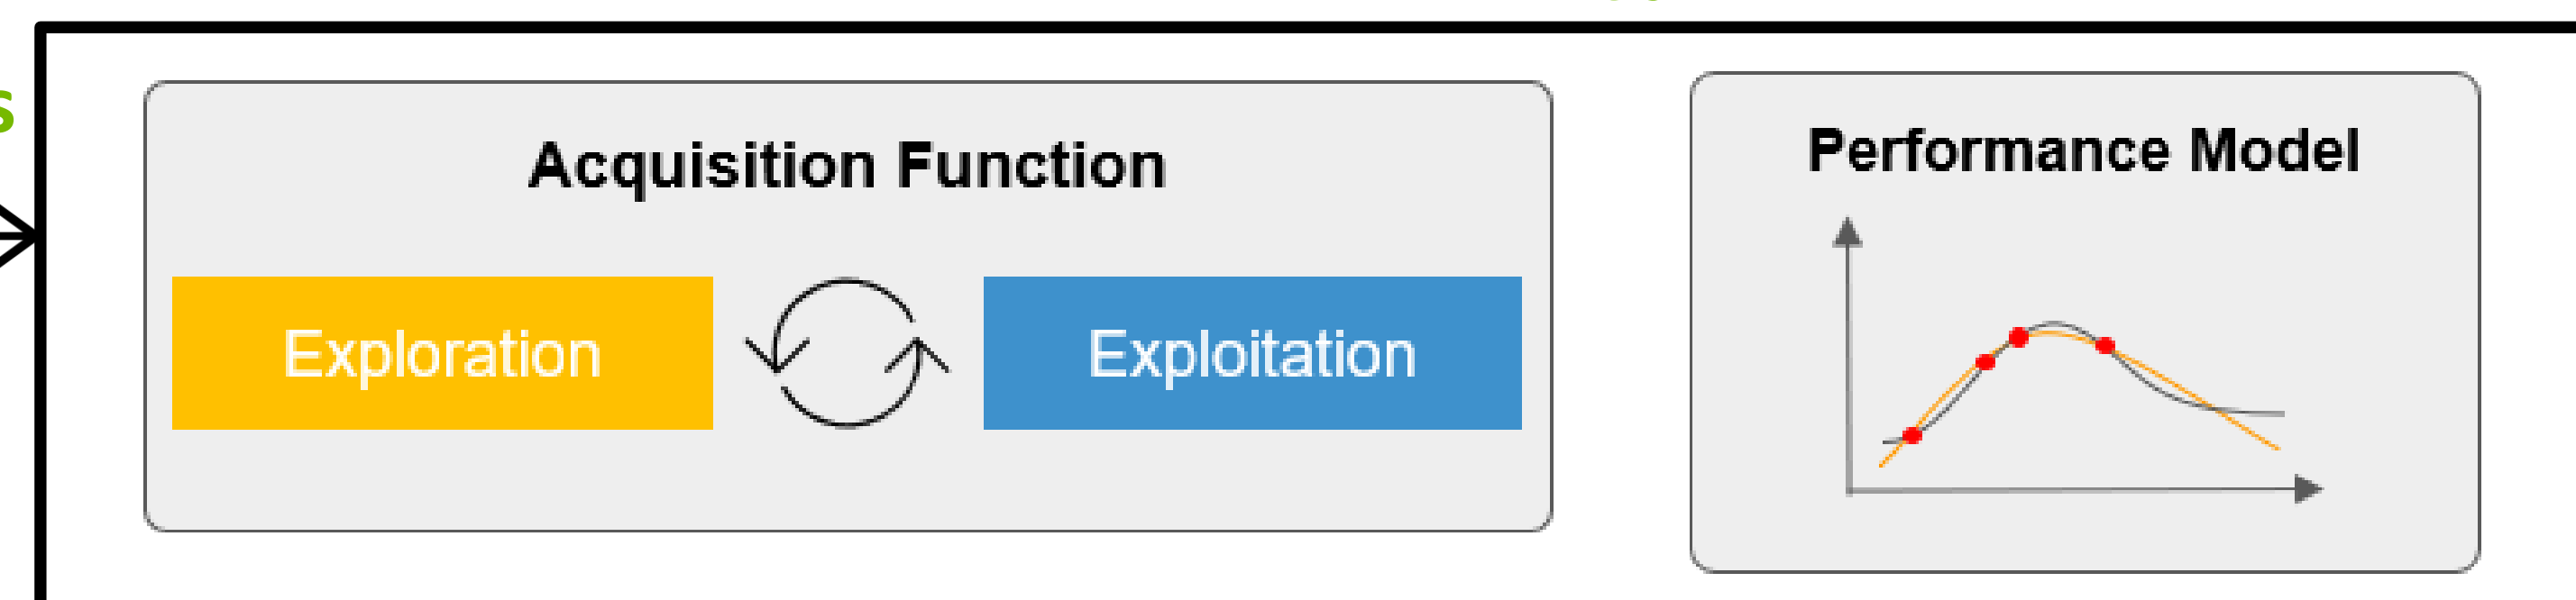 s
Acquisition Function
Performance Model
Exploration
Exploitation